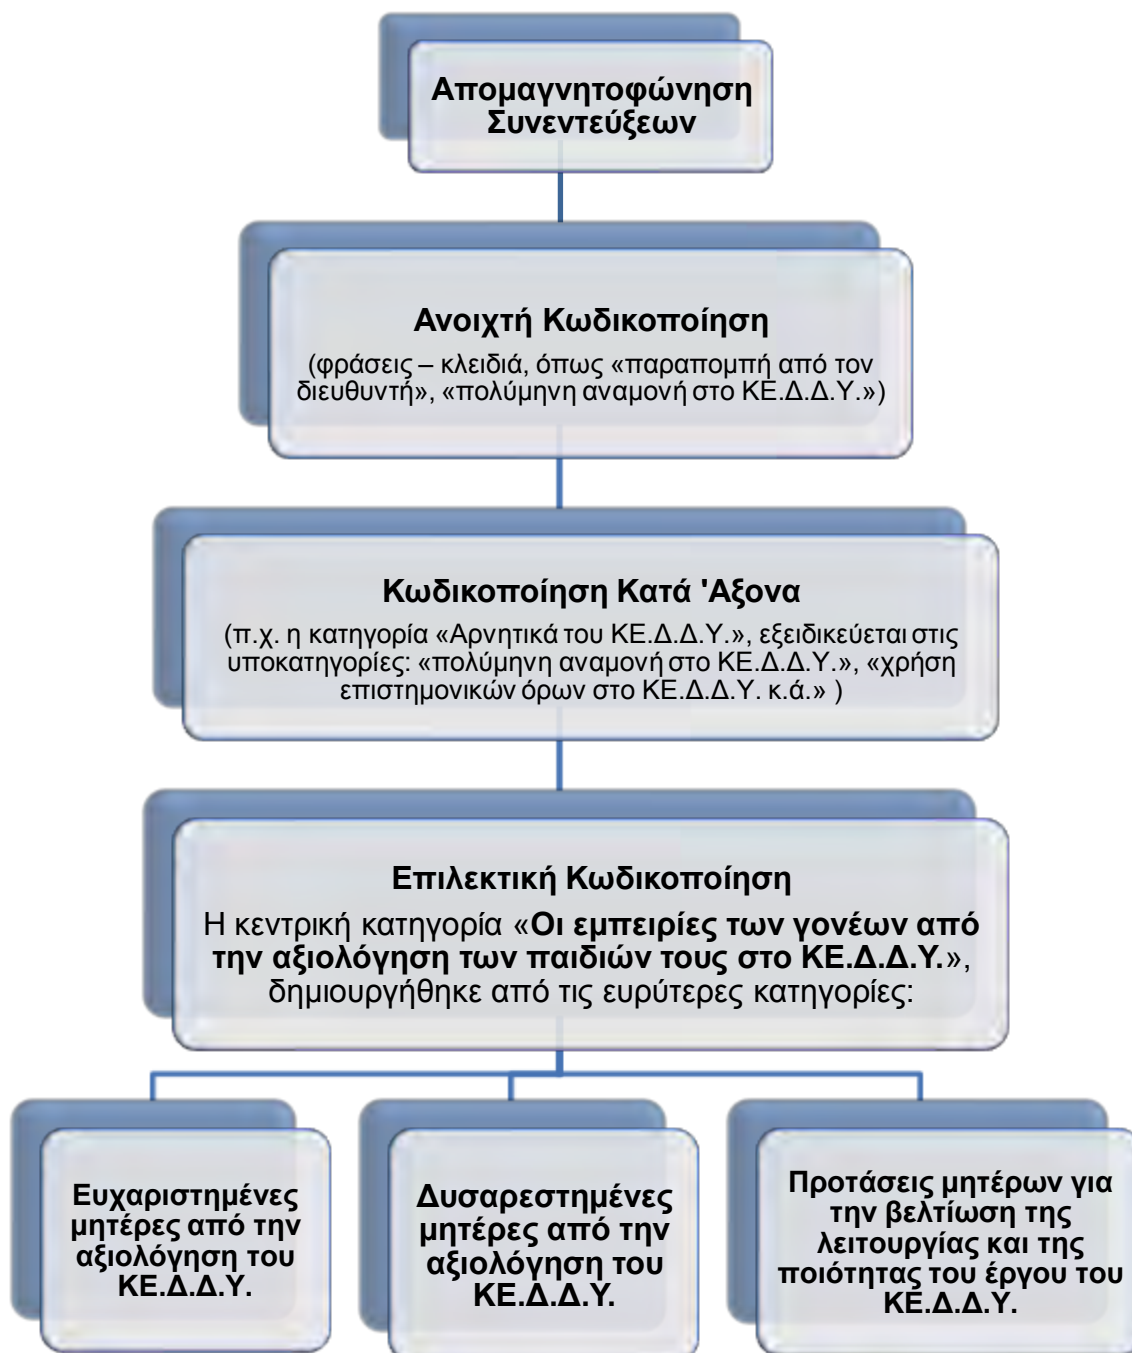 Απομαγνητοφώνηση
Συνεντεύξεων
Ανοιχτή Κωδικοποίηση
(φράσεις – κλειδιά, όπως «παραπομπή από τον
διευθυντή», «πολύμηνη αναμονή στο ΚΕ.Δ.Δ.Υ.»)
Κωδικοποίηση Κατά 'Αξονα
(π.χ. η κατηγορία «Αρνητικά του ΚΕ.Δ.Δ.Υ.», εξειδικεύεται στις
υποκατηγορίες: «πολύμηνη αναμονή στο ΚΕ.Δ.Δ.Υ.», «χρήση
επιστημονικών όρων στο ΚΕ.Δ.Δ.Υ. κ.ά.» )
Επιλεκτική Κωδικοποίηση
Η κεντρική κατηγορία «Οι εμπειρίες των γονέων από
την αξιολόγηση των παιδιών τους στο ΚΕ.Δ.Δ.Υ.»,
δημιουργήθηκε από τις ευρύτερες κατηγορίες:
Ευχαριστημένες
μητέρες από την
αξιολόγηση του
ΚΕ.Δ.Δ.Υ.
Δυσαρεστημένες
μητέρες από την
αξιολόγηση του
ΚΕ.Δ.Δ.Υ.
Προτάσεις μητέρων για
την βελτίωση της
λειτουργίας και της
ποιότητας του έργου του
ΚΕ.Δ.Δ.Υ.